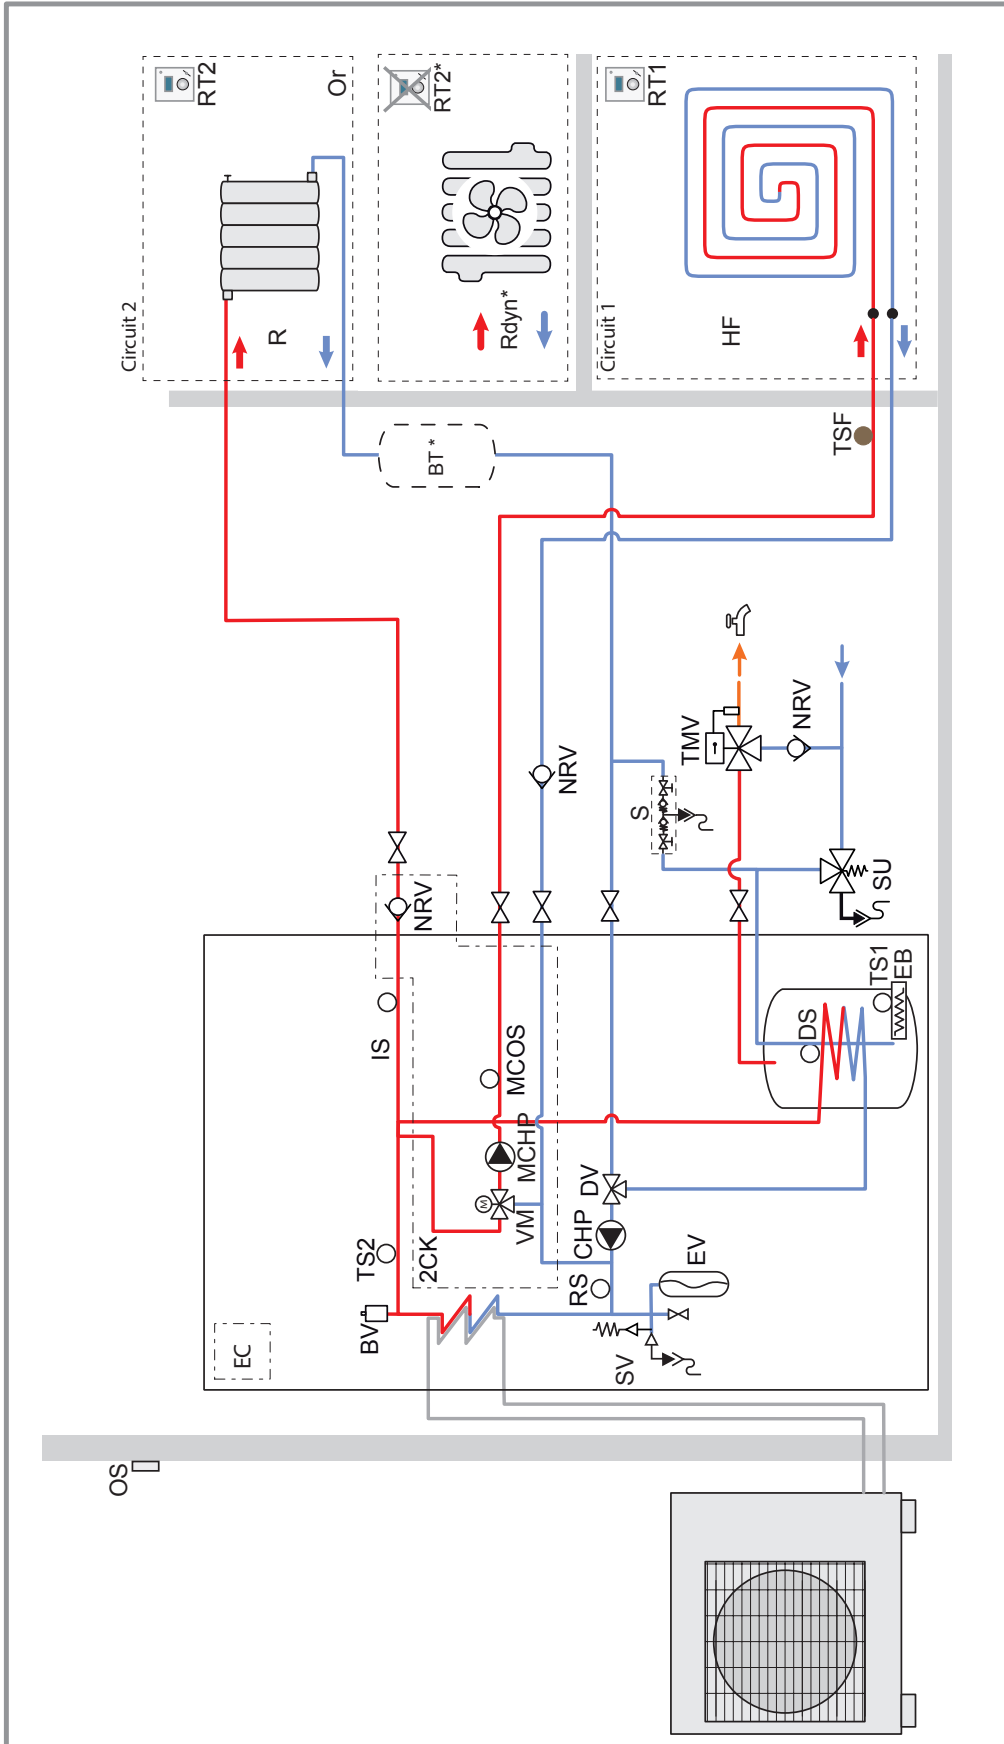 Circuit 2
RT2
Or
R
RT2*
Rdyn*
Circuit 1
RT1
HF
BT *
TSF
NRV
TMV
NRV
S
SU
NRV
IS
MCOS
DS
TS1
EB
MCHP
VM
M
2CK
TS2
BV
CHP
DV
RS
EV
SV
EC
OS